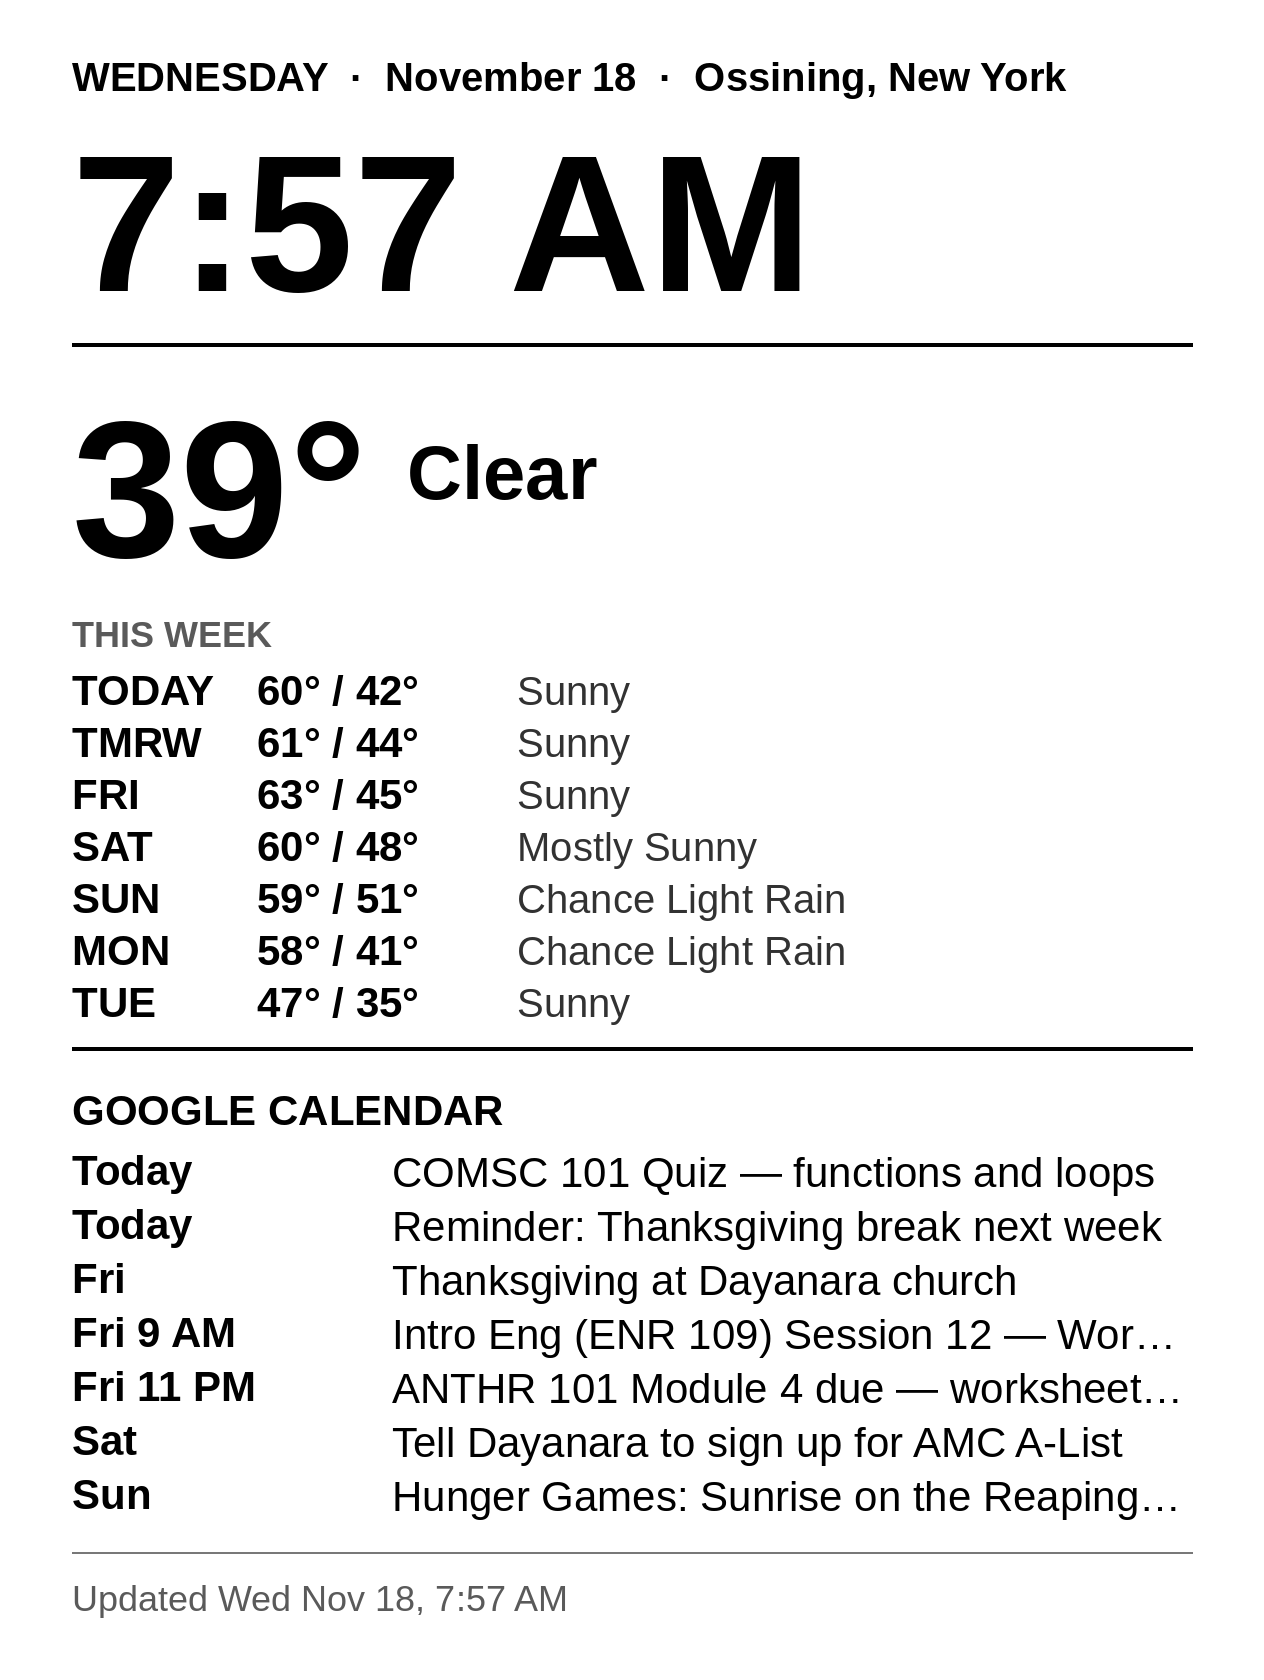 WEDNESDAY · November 18 · Ossining, New York
7:57 AM
39° Clear
THIS WEEK
TODAY 60° / 42° Sunny
TMRW 61° / 44° Sunny
FRI 63° / 45° Sunny
SAT 60° / 48° Mostly Sunny
SUN 59° / 51° Chance Light Rain
MON 58° / 41° Chance Light Rain
TUE 47° / 35° Sunny
GOOGLE CALENDAR
Today COMSC 101 Quiz — functions and loops
Today Reminder: Thanksgiving break next week
Fri Thanksgiving at Dayanara church
Fri 9 AM Intro Eng (ENR 109) Session 12 — Wor…
Fri 11 PM ANTHR 101 Module 4 due — worksheet…
Sat Tell Dayanara to sign up for AMC A-List
Sun Hunger Games: Sunrise on the Reaping…
Updated Wed Nov 18, 7:57 AM